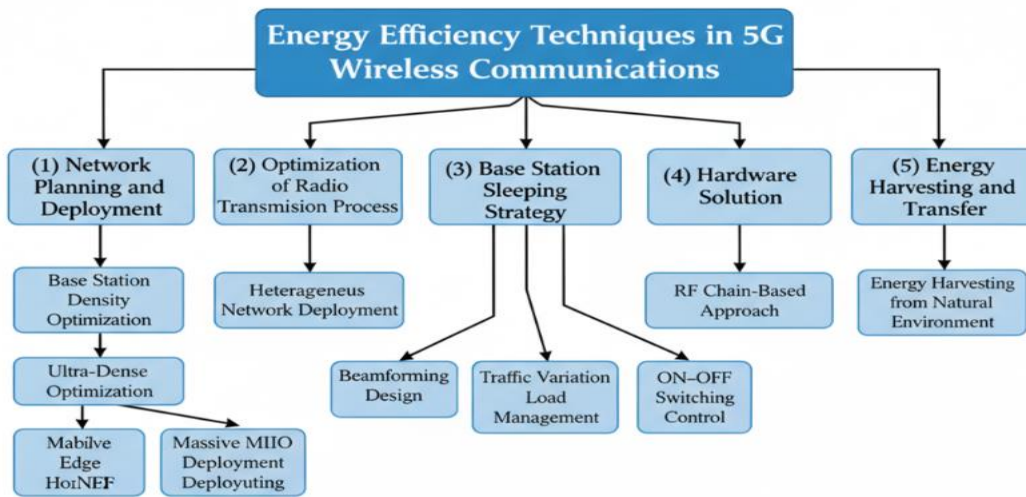 Energy Efficiency Techniques in 5G
Wireless Communications
(1) Network
Planning and
Deployment
(2) Optimization
of Radio
Transmision Process
(3) Base Station
Sleeping
Strategy
(4) Hardware
Solution
(5) Energy
Harvesting and
Transfer
Base Station
Density
Optimization
Heterageneus
Network Deployment
RF Chain-Based
Approach
Energy Harvesting
from Natural
Environment
Ultra-Dense
Optimization
Beamforming
Design
Traffic Variation
Load
Management
ON–OFF
Switching
Control
Mabilve
Edge
Massive MIIO
Deployment
Deployuting